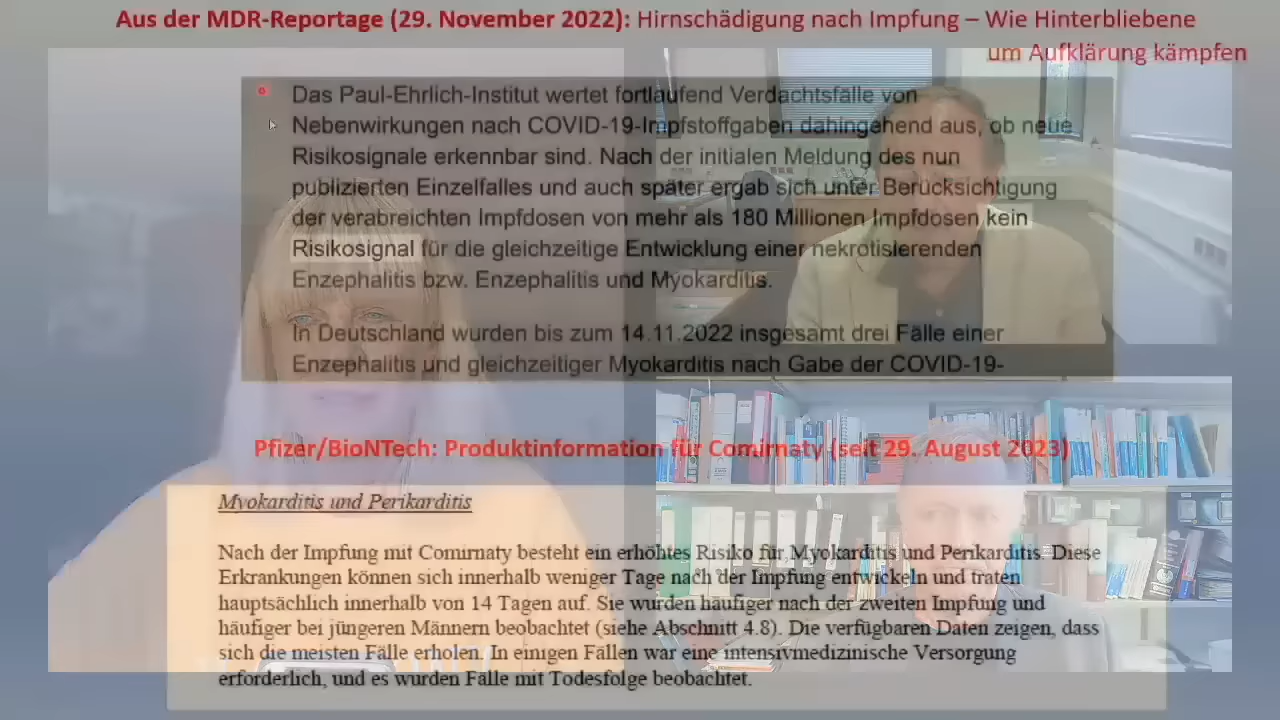 Aus der MDR-Reportage (29. November 2022): Hirnschädigung nach Impfung – Wie Hinterbliebene
um Aufklärung kämpfen
Das Paul-Ehrlich-Institut wertet fortlaufend Verdachtsfälle von
Nebenwirkungen nach COVID-19-Impfstoffgaben dahingehend aus, ob neue
Risikosignale erkennbar sind. Nach der initialen Meldung des nun
publizierten Einzelfalles und auch später ergab sich unter Berücksichtigung
der verabreichten Impfdosen von mehr als 180 Millionen Impfdosen kein
Risikosignal für die gleichzeitige Entwicklung einer nekrotisierenden
Enzephalitis bzw. Enzephalitis und Myokarditis.
In Deutschland wurden bis zum 14.11.2022 insgesamt drei Fälle einer
Enzephalitis und gleichzeitiger Myokarditis nach Gabe der COVID-19-
Pfizer/BioNTech: Produktinformation für Comirnaty (seit 29. August 2023)
Myokarditis und Perikarditis
Nach der Impfung mit Comirnaty besteht ein erhöhtes Risiko für Myokarditis und Perikarditis. Diese
Erkrankungen können sich innerhalb weniger Tage nach der Impfung entwickeln und traten
hauptsächlich innerhalb von 14 Tagen auf. Sie wurden häufiger nach der zweiten Impfung und
häufiger bei jüngeren Männern beobachtet (siehe Abschnitt 4.8). Die verfügbaren Daten zeigen, dass
sich die meisten Fälle erholen. In einigen Fällen war eine intensivmedizinische Versorgung
erforderlich, und es wurden Fälle mit Todesfolge beobachtet.